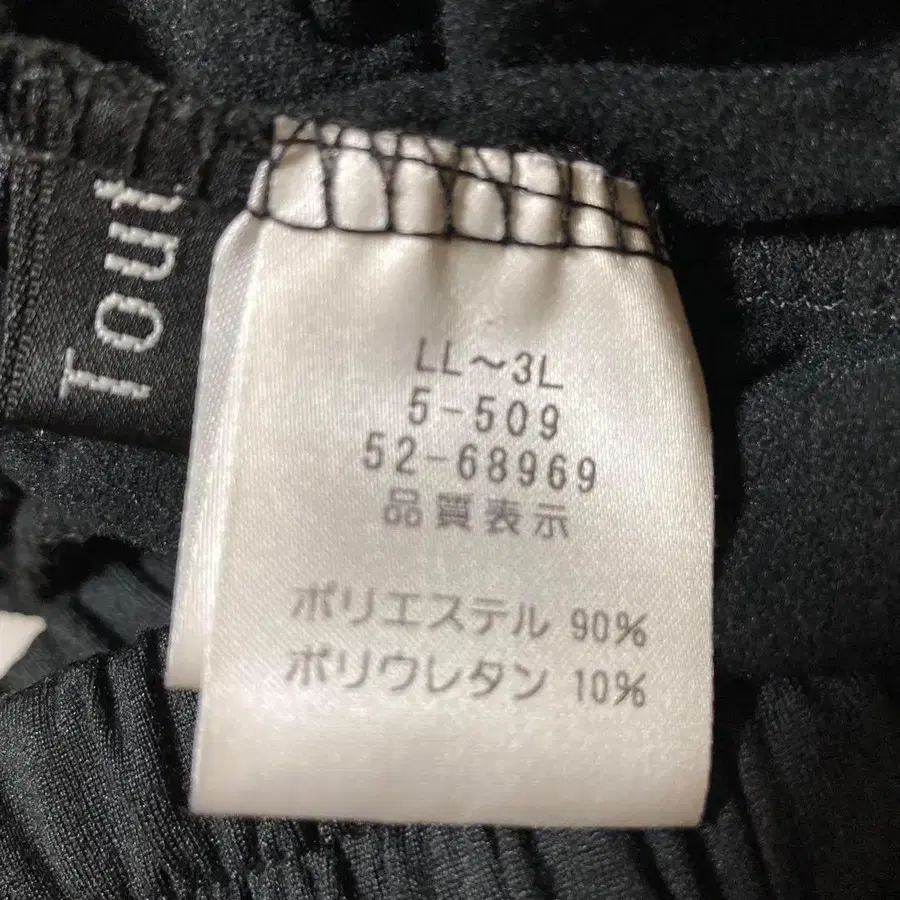 Tout
LL～3L
5-509
52-68969
品質表示
ポリエステル 90%
ポリウレタン 10%